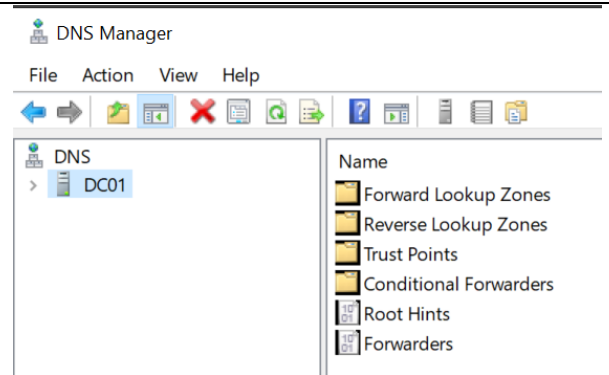 DNS Manager
File Action View Help
DNS
DC01
Name
Forward Lookup Zones
Reverse Lookup Zones
Trust Points
Conditional Forwarders
Root Hints
Forwarders